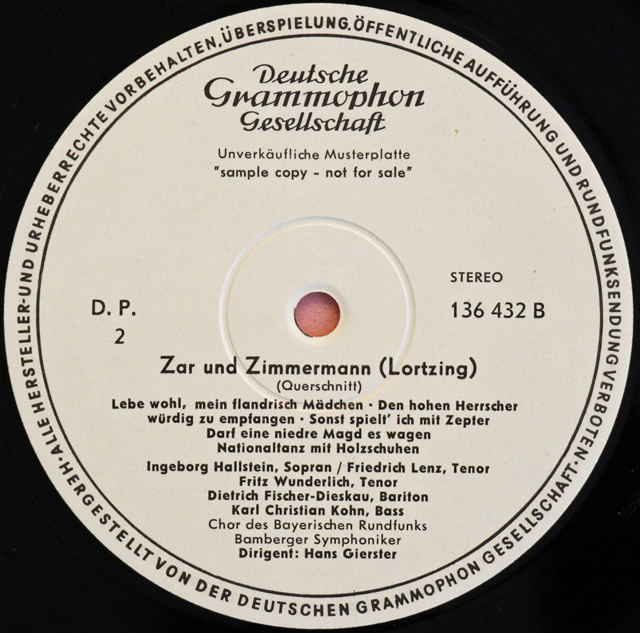 ·ALLE HERSTELLER-UND URHEBERRECHTE VORBEHALTEN,ÜBERSPIELUNG,ÖFFENTLICHE AUFFÜHRUNG UND RUNDFUNKSENDUNG VERBOTEN·
Deutsche
Grammophon
Gesellschaft
Unverkäufliche Musterplatte
"sample copy - not for sale"
STEREO
D. P.
136 432 B
2
Zar und Zimmermann (Lortzing)
(Querschnitt)
Lebe wohl, mein flandrisch Mädchen · Den hohen Herrscher
würdig zu empfangen · Sonst spielt' ich mit Zepter
Darf eine niedre Magd es wagen
Nationaltanz mit Holzschuhen
Ingeborg Hallstein, Sopran / Friedrich Lenz, Tenor
Fritz Wunderlich, Tenor
Dietrich Fischer-Dieskau, Bariton
Karl Christian Kohn, Bass
Chor des Bayerischen Rundfunks
Bamberger Symphoniker
Dirigent: Hans Gierster
HERGESTELLT VON DER DEUTSCHEN GRAMMOPHON GESELLSCHAFT·